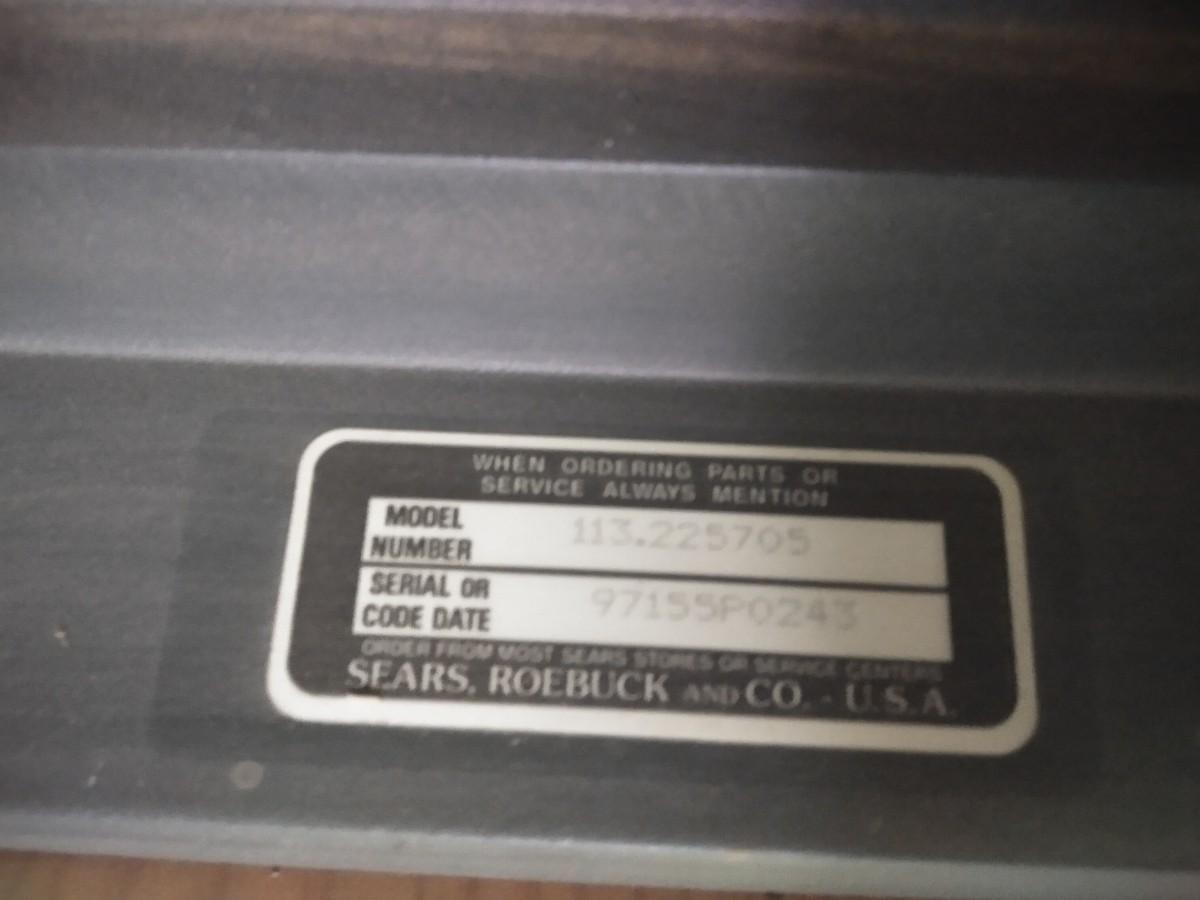 WHEN ORDERING PARTS OR
SERVICE ALWAYS MENTION
MODEL
NUMBER 113.225705
SERIAL OR
CODE DATE 97155P0243
ORDER FROM MOST SEARS STORES OR SERVICE CENTERS
SEARS, ROEBUCK AND CO. - U.S.A.